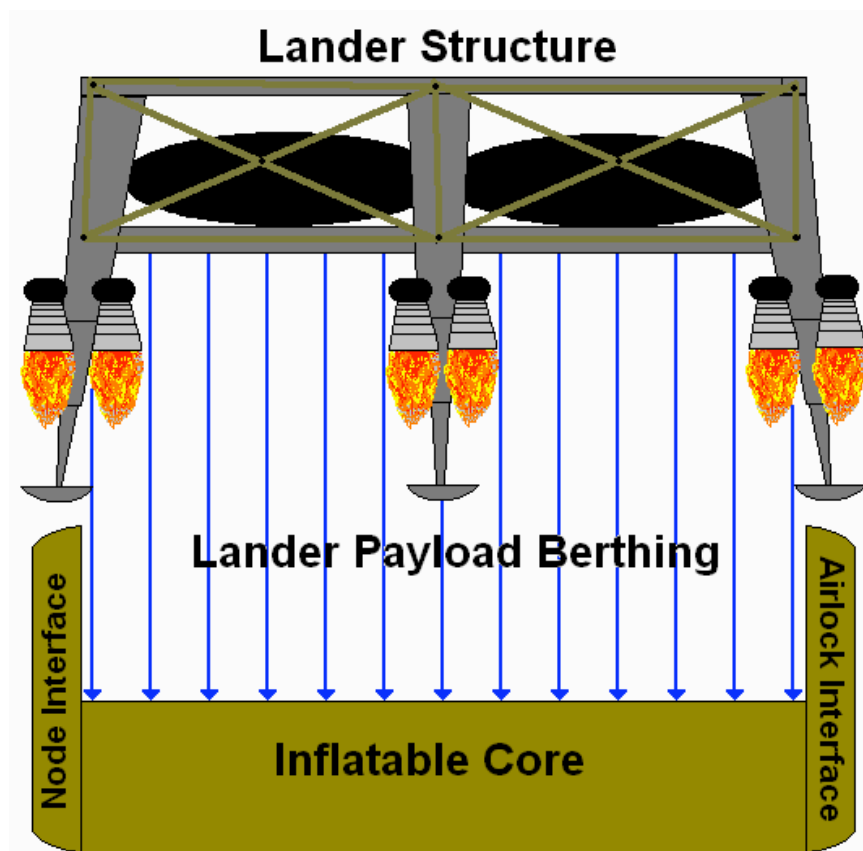 Lander Structure
Lander Payload Berthing
Node Interface
Airlock Interface
Inflatable Core